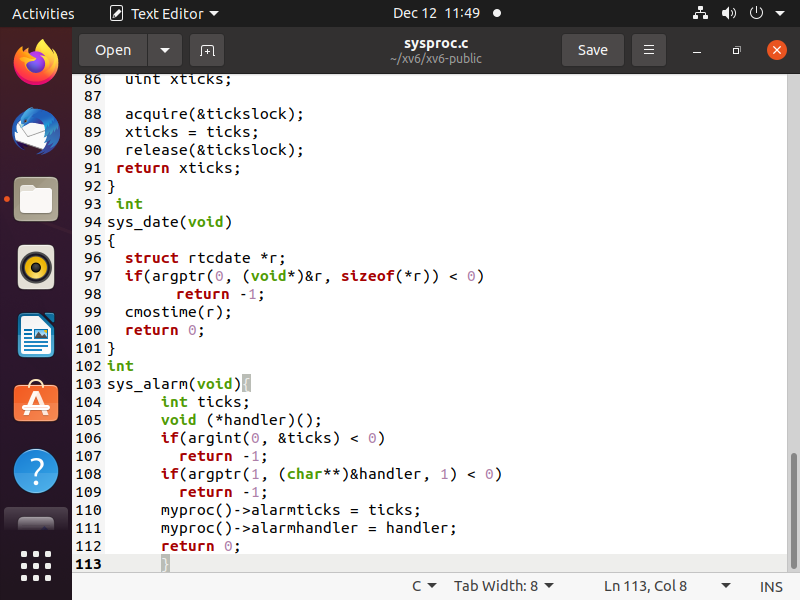 Activities Text Editor Dec 12 11:49
Open sysproc.c Save
~/xv6/xv6-public
86 uint xticks;
87
88 acquire(&tickslock);
89 xticks = ticks;
90 release(&tickslock);
91 return xticks;
92 }
93 int
94 sys_date(void)
95 {
96 struct rtcdate *r;
97 if(argptr(0, (void*)&r, sizeof(*r)) < 0)
98 return -1;
99 cmostime(r);
100 return 0;
101 }
102 int
103 sys_alarm(void){
104 int ticks;
105 void (*handler)();
106 if(argint(0, &ticks) < 0)
107 return -1;
108 if(argptr(1, (char**)&handler, 1) < 0)
109 return -1;
110 myproc()->alarmticks = ticks;
111 myproc()->alarmhandler = handler;
112 return 0;
113 }
C Tab Width: 8 Ln 113, Col 8 INS